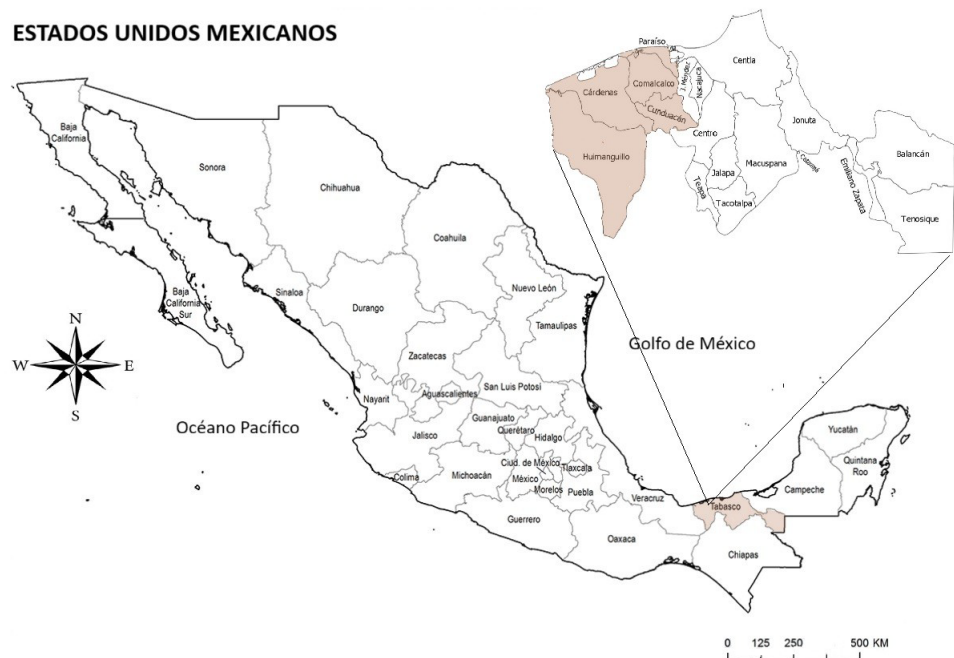 ESTADOS UNIDOS MEXICANOS
Paraíso
Centla
Cárdenas
Comalcalco
J. Méndez
Nacajuca
Cunduacán
Centro
Jonuta
Huimanguillo
Balancán
Macuspana
Jalapa
Teapa
Emiliano Zapata
Tacotalpa
Tenosique
Baja
California
Sonora
Chihuahua
Coahuila
Baja
California
Sur
Sinaloa
Durango
Nuevo León
Tamaulipas
Golfo de México
Zacatecas
San Luis Potosí
Nayarit
Aguascalientes
Guanajuato
Querétaro
Hidalgo
Jalisco
Océano Pacífico
Ciud. de México
Tlaxcala
México
Morelos
Puebla
Colima
Michoacán
Veracruz
Guerrero
Oaxaca
Tabasco
Chiapas
Campeche
Yucatán
Quintana
Roo
N
W
E
S
0 125 250 500 KM